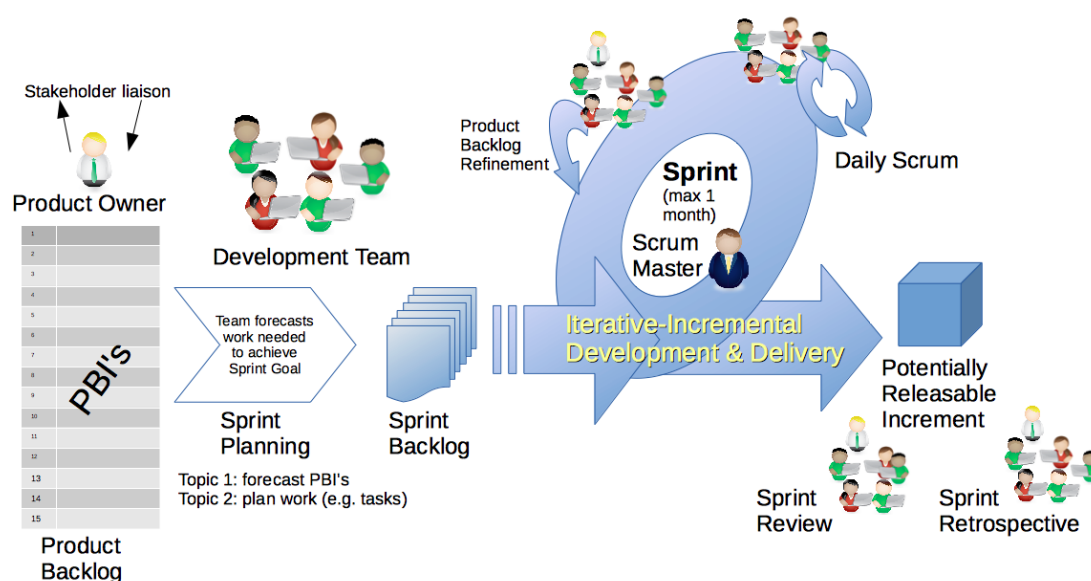 Stakeholder liaison
Product Owner
1
2
3
4
5
6
7
8
9
10
11
12
13
14
15
PBI's
Product
Backlog
Development Team
Team forecasts
work needed
to achieve
Sprint Goal
Sprint
Planning
Topic 1: forecast PBI's
Topic 2: plan work (e.g. tasks)
Sprint
Backlog
Product
Backlog
Refinement
Sprint
(max 1
month)
Scrum
Master
Daily Scrum
Iterative-Incremental
Development & Delivery
Potentially
Releasable
Increment
Sprint
Review
Sprint
Retrospective